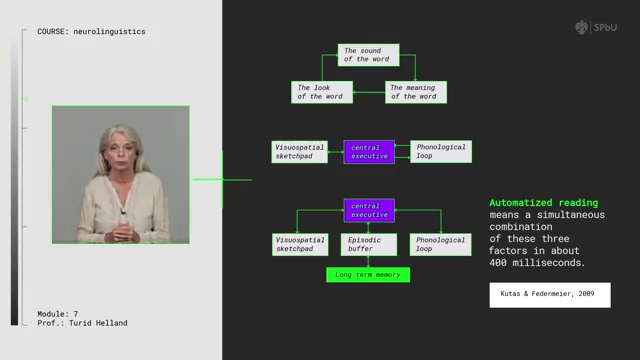 COURSE: neurolinguistics
SPbU
The sound
of the word
The look
of the word
The meaning
of the word
Visuospatial
sketchpad
central
executive
Phonological
loop
central
executive
Visuospatial
sketchpad
Episodic
buffer
Phonological
loop
Long term memory
Automatized reading
means a simultaneous
combination
of these three
factors in about
400 milliseconds.
Kutas & Federmeier, 2009
Module: 7
Prof.: Turid Helland